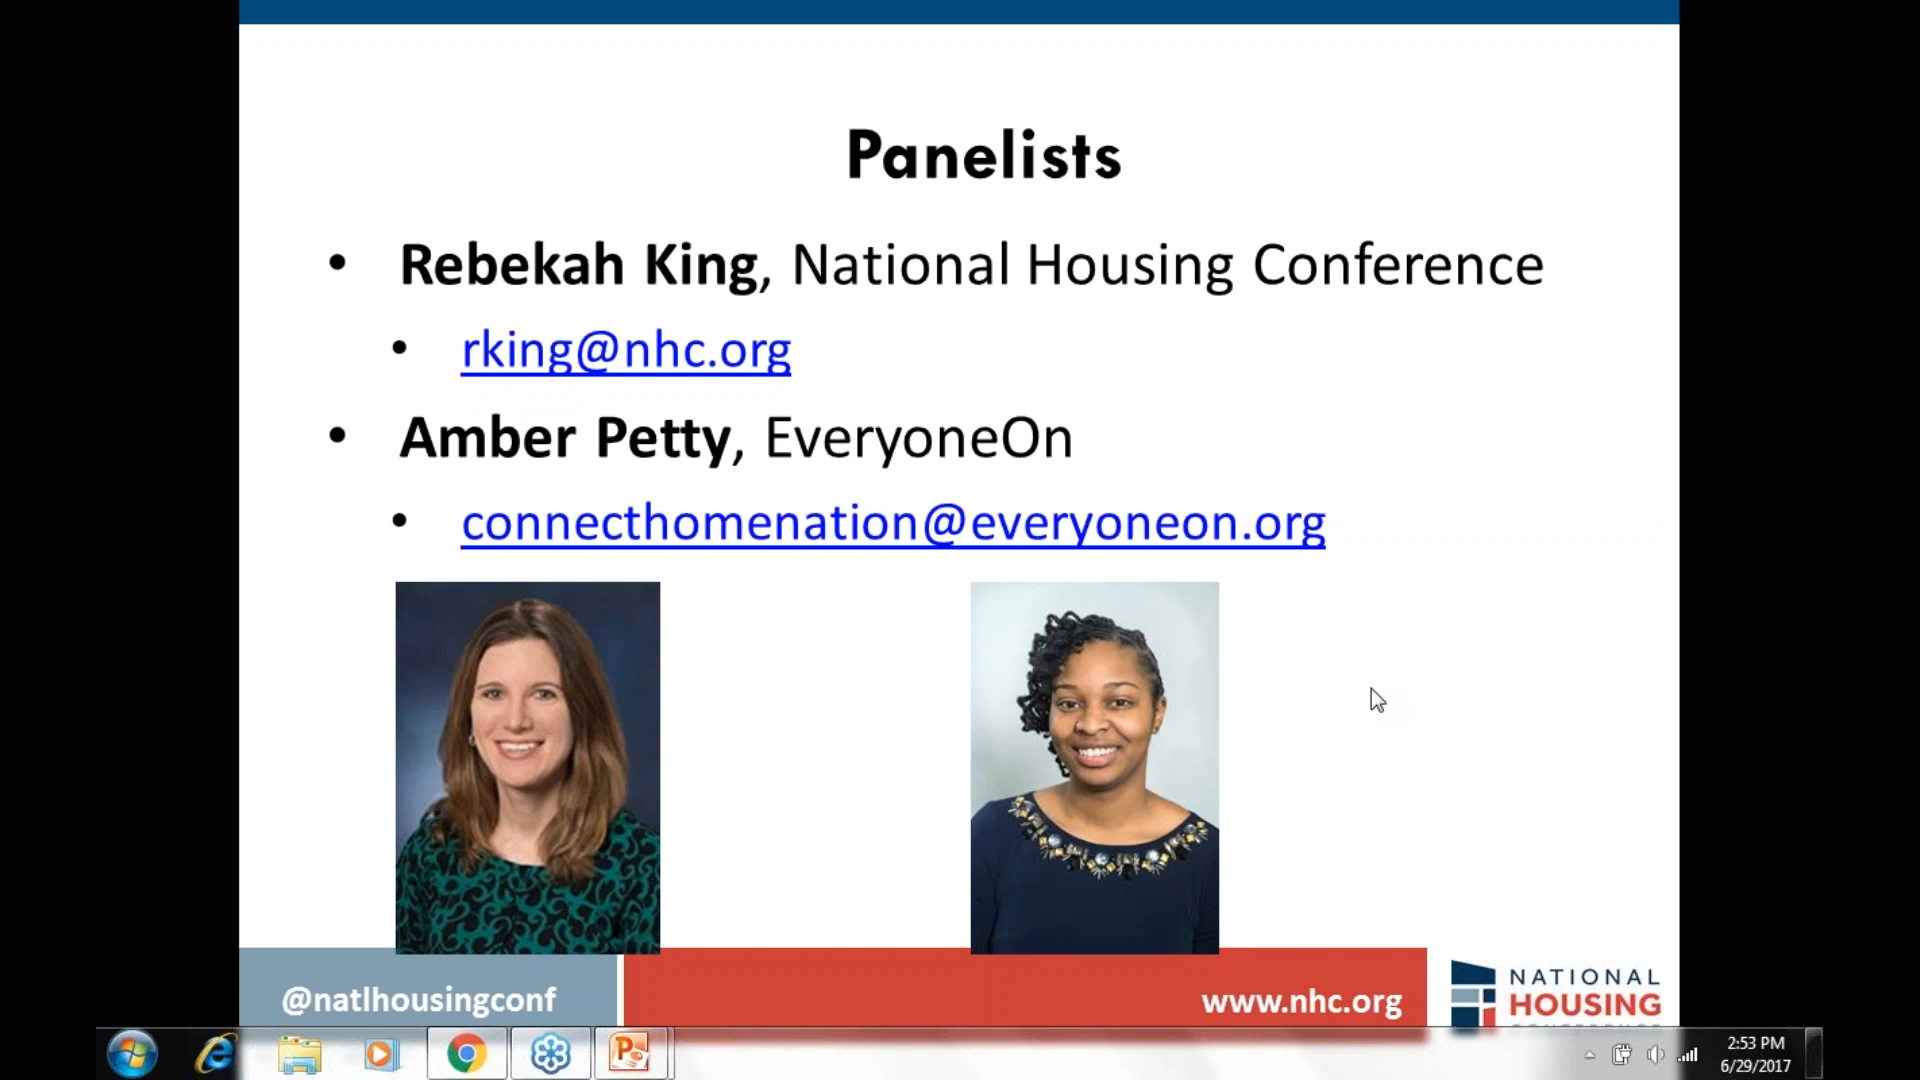 Panelists
• Rebekah King, National Housing Conference
• rking@nhc.org
• Amber Petty, EveryoneOn
• connecthomenation@everyoneon.org
@natlhousingconf
www.nhc.org
NATIONAL
HOUSING
2:53 PM
6/29/2017